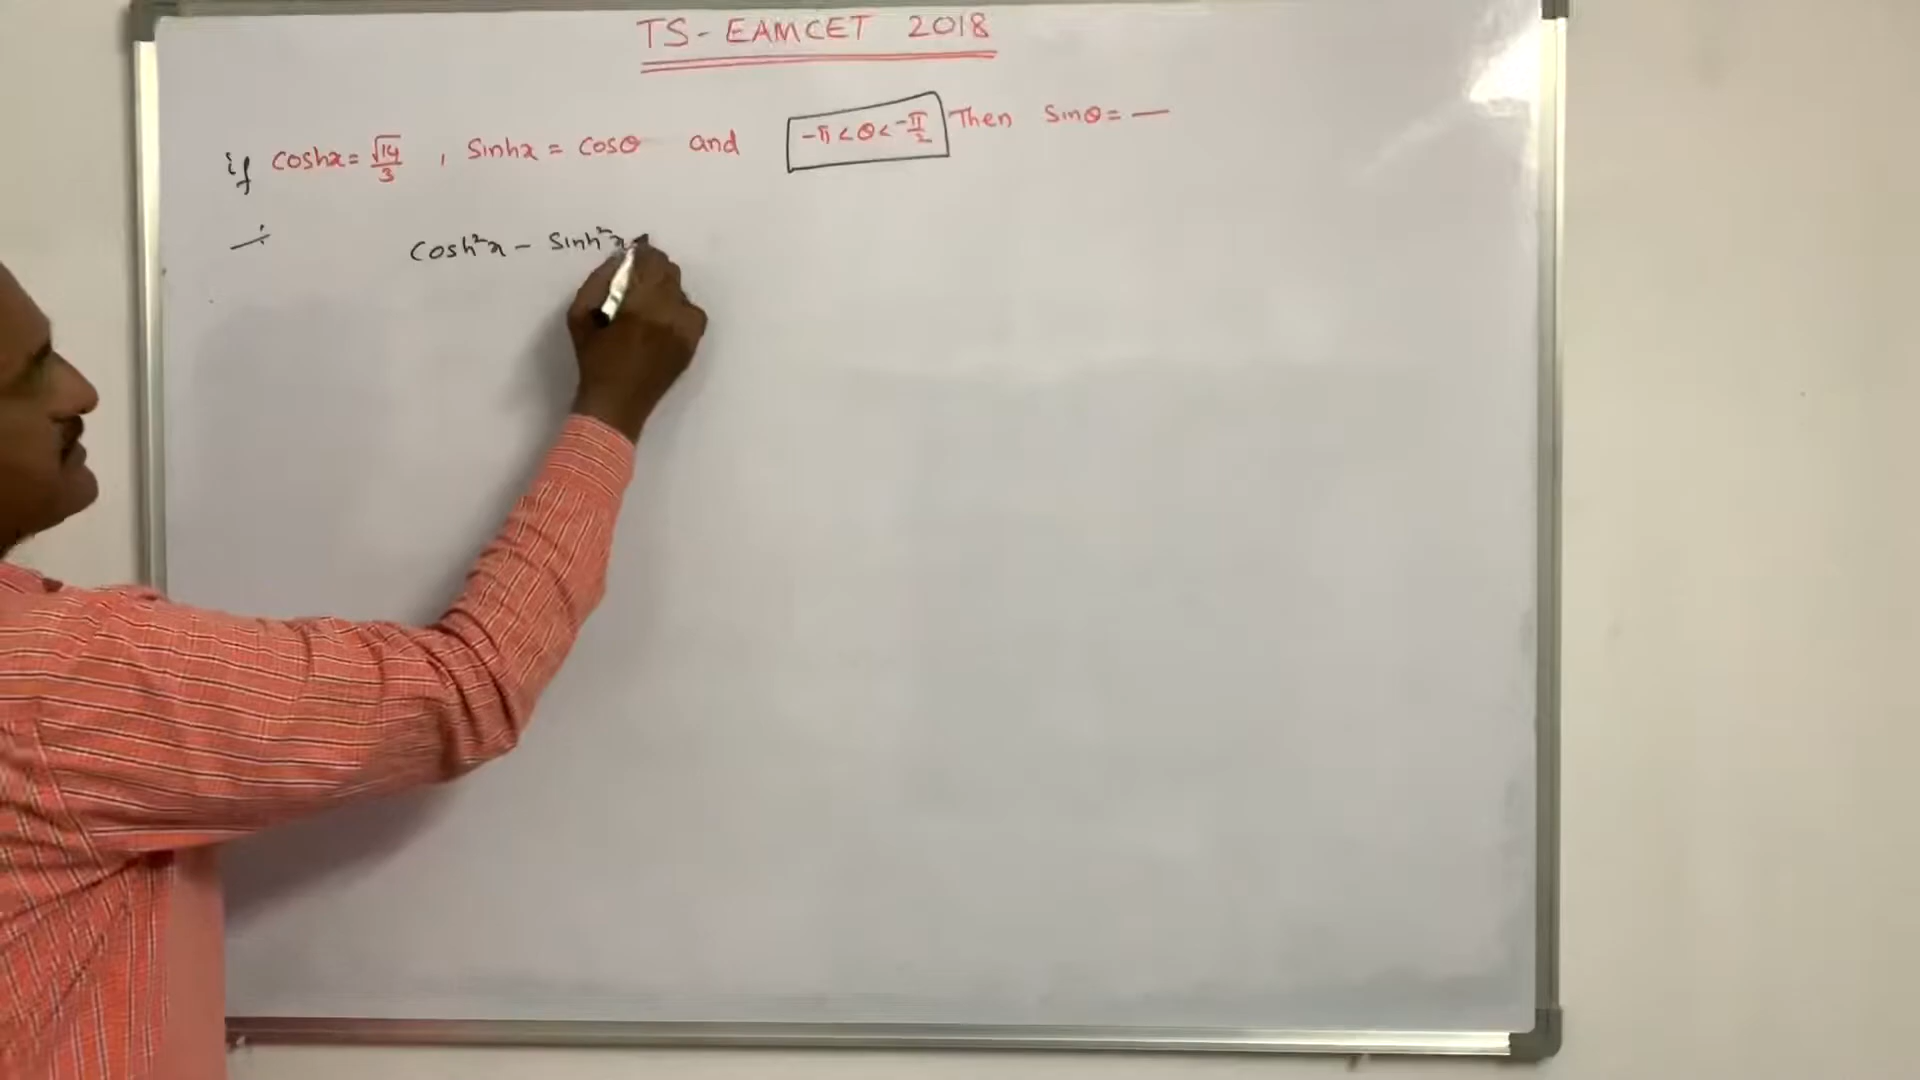 TS - EAMCET 2018
if coshx = √14/3 , Sinhx = cosθ and -π < θ < -π/2 Then Sinθ = —
Cosh²x - Sinh²x